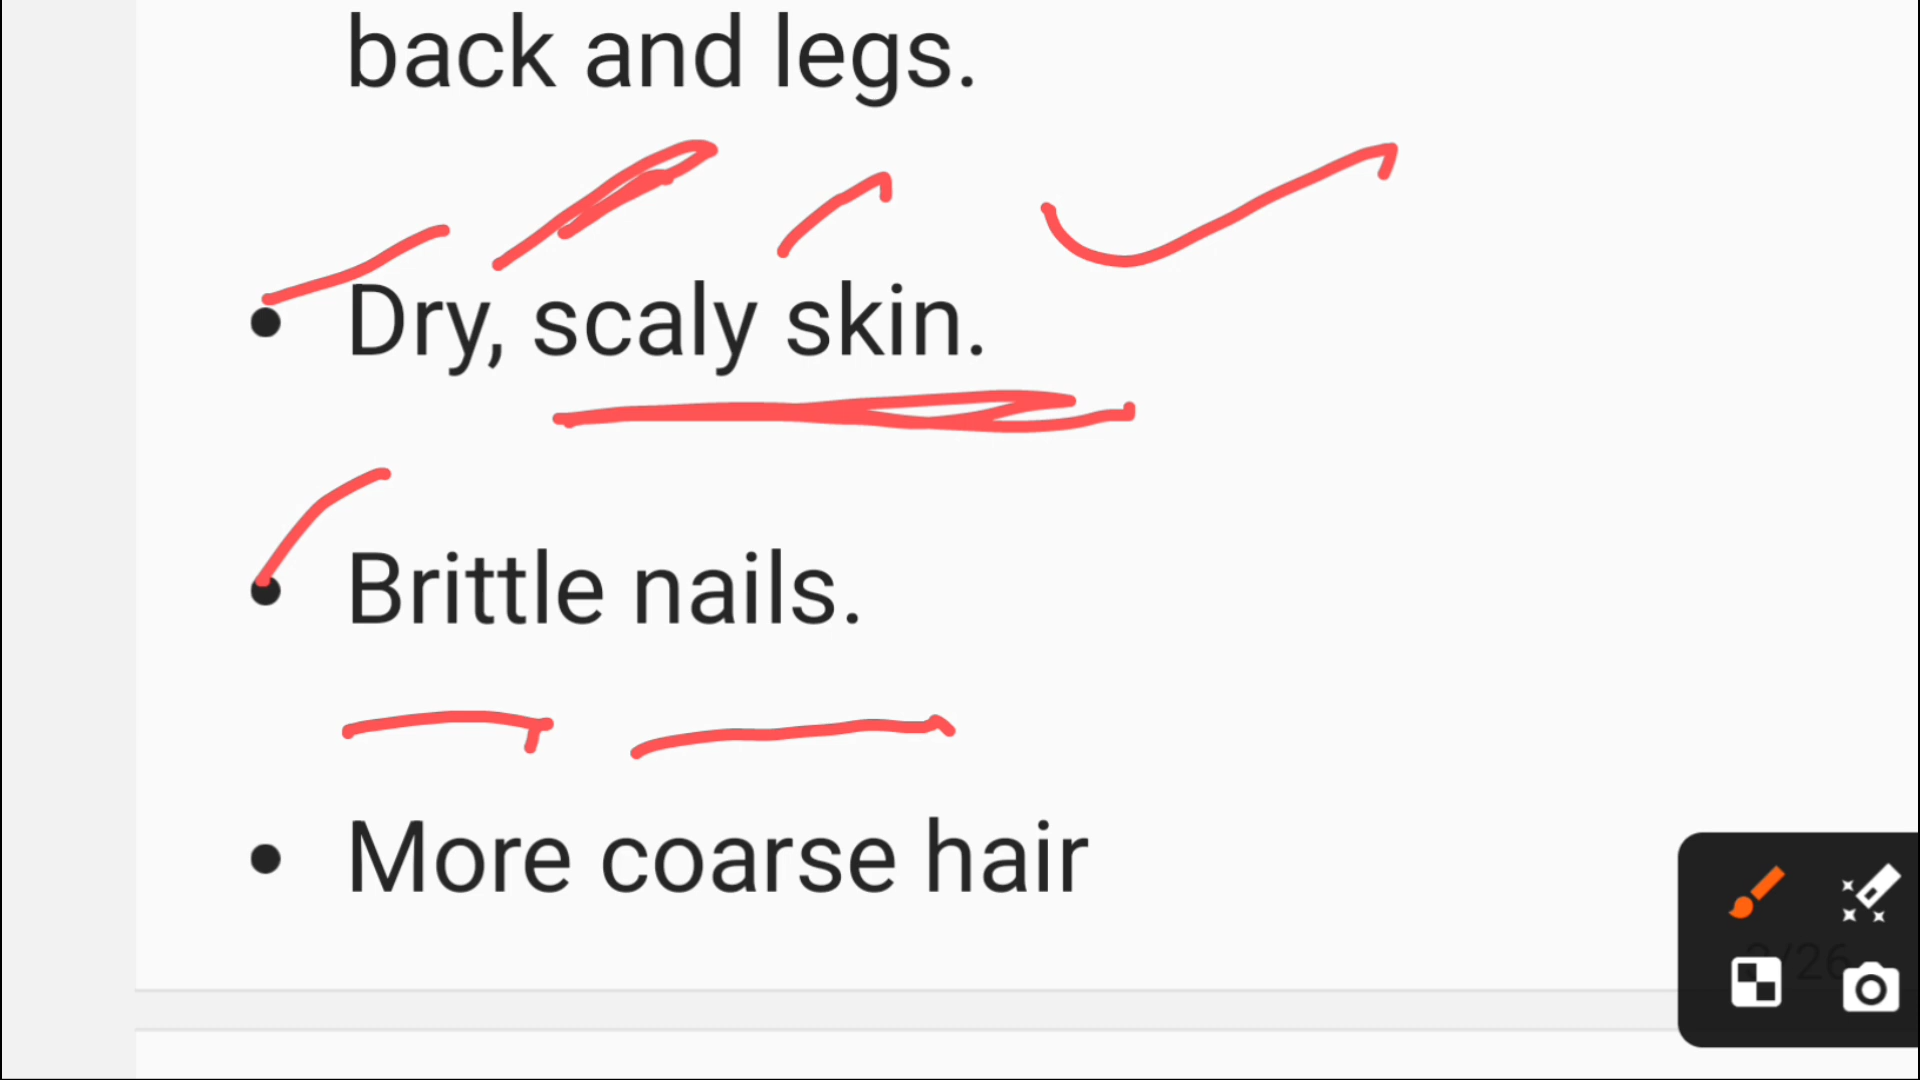 back and legs.
• Dry, scaly skin.
• Brittle nails.
• More coarse hair